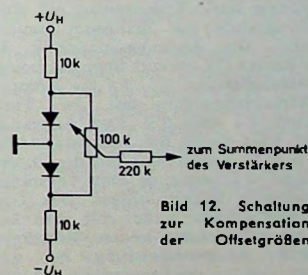 +U_H
10k
100 k
220 k
zum Summenpunkt
des Verstärkers
10k
−U_H
Bild 12. Schaltung
zur Kompensation
der Offsetgrößen